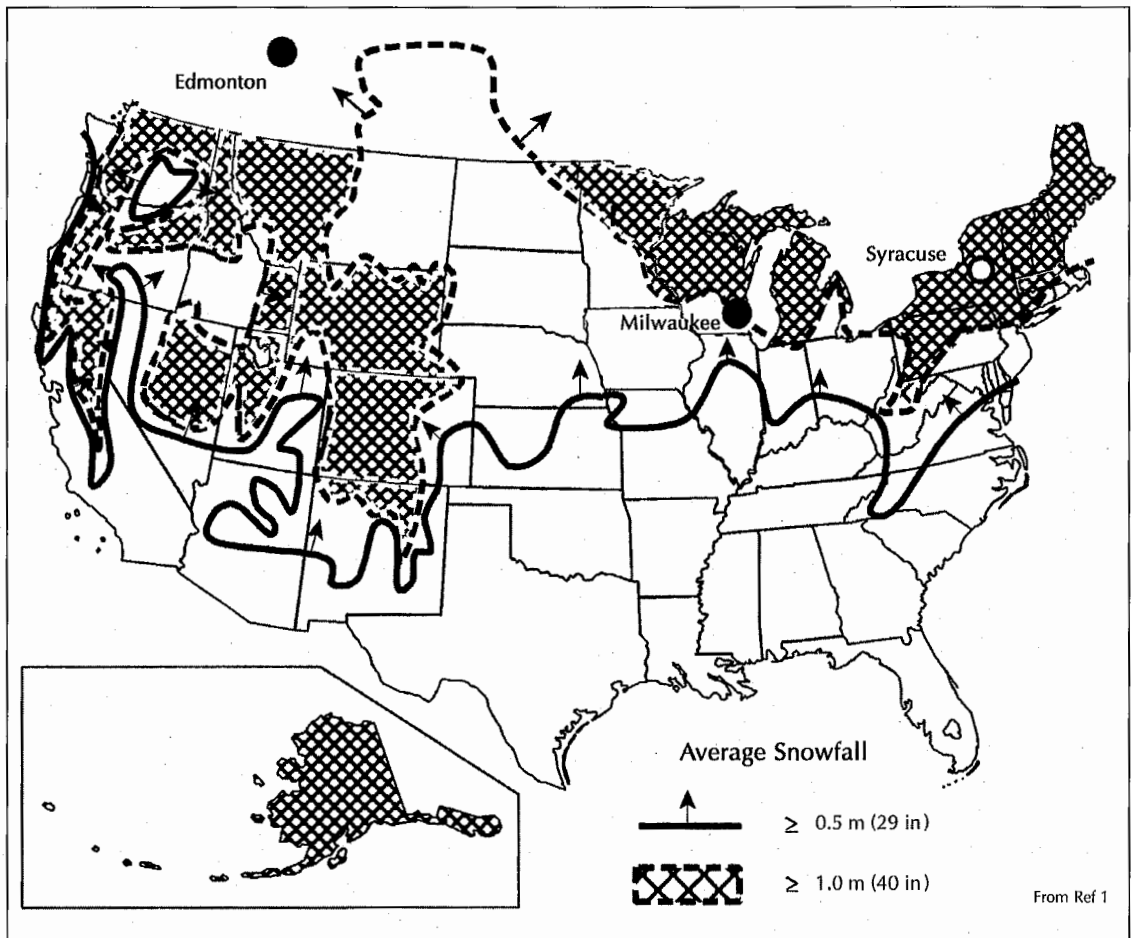 Edmonton
Syracuse
Milwaukee
Average Snowfall
≥ 0.5 m (29 in)
≥ 1.0 m (40 in)
From Ref 1